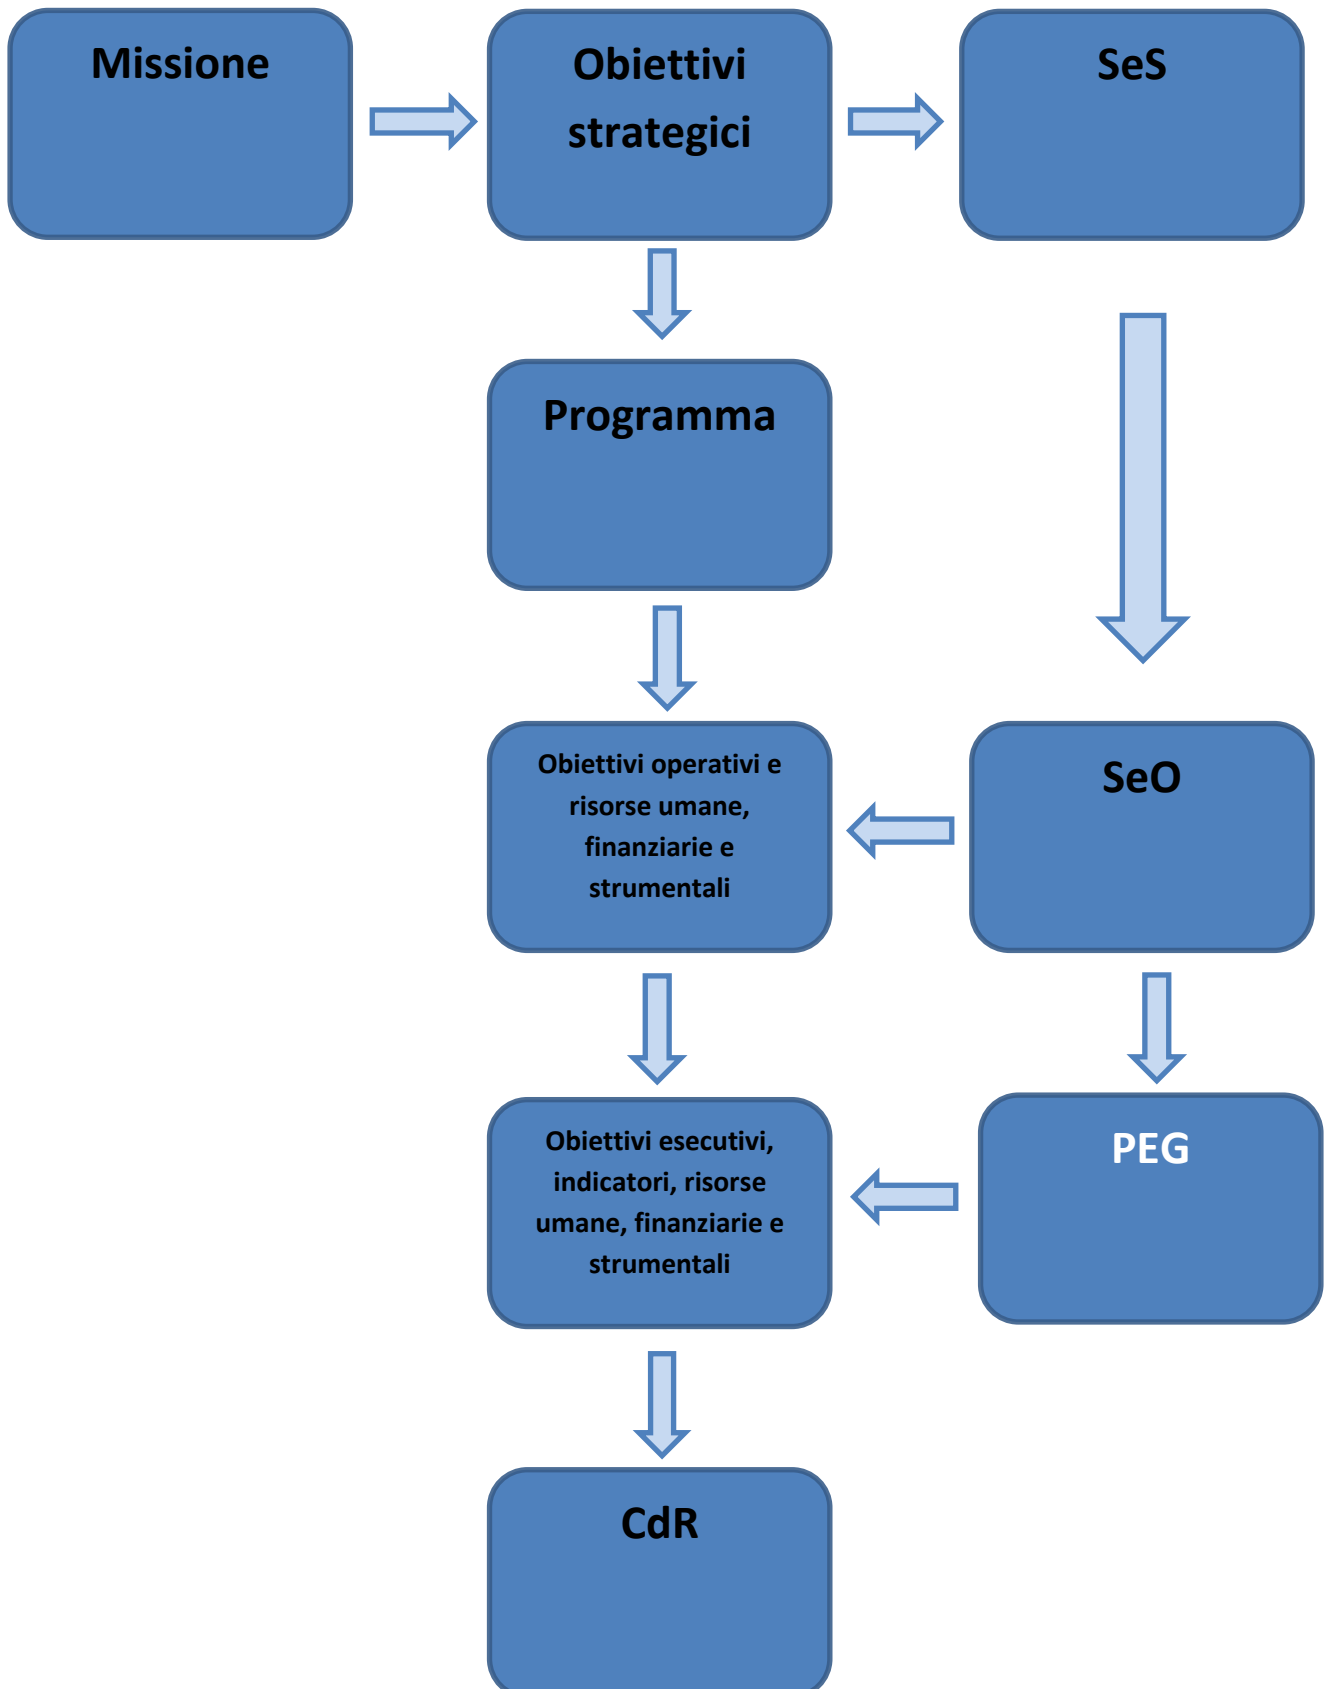 Missione
Obiettivi
strategici
SeS
Programma
Obiettivi operativi e
risorse umane,
finanziarie e
strumentali
SeO
Obiettivi esecutivi,
indicatori, risorse
umane, finanziarie e
strumentali
PEG
CdR